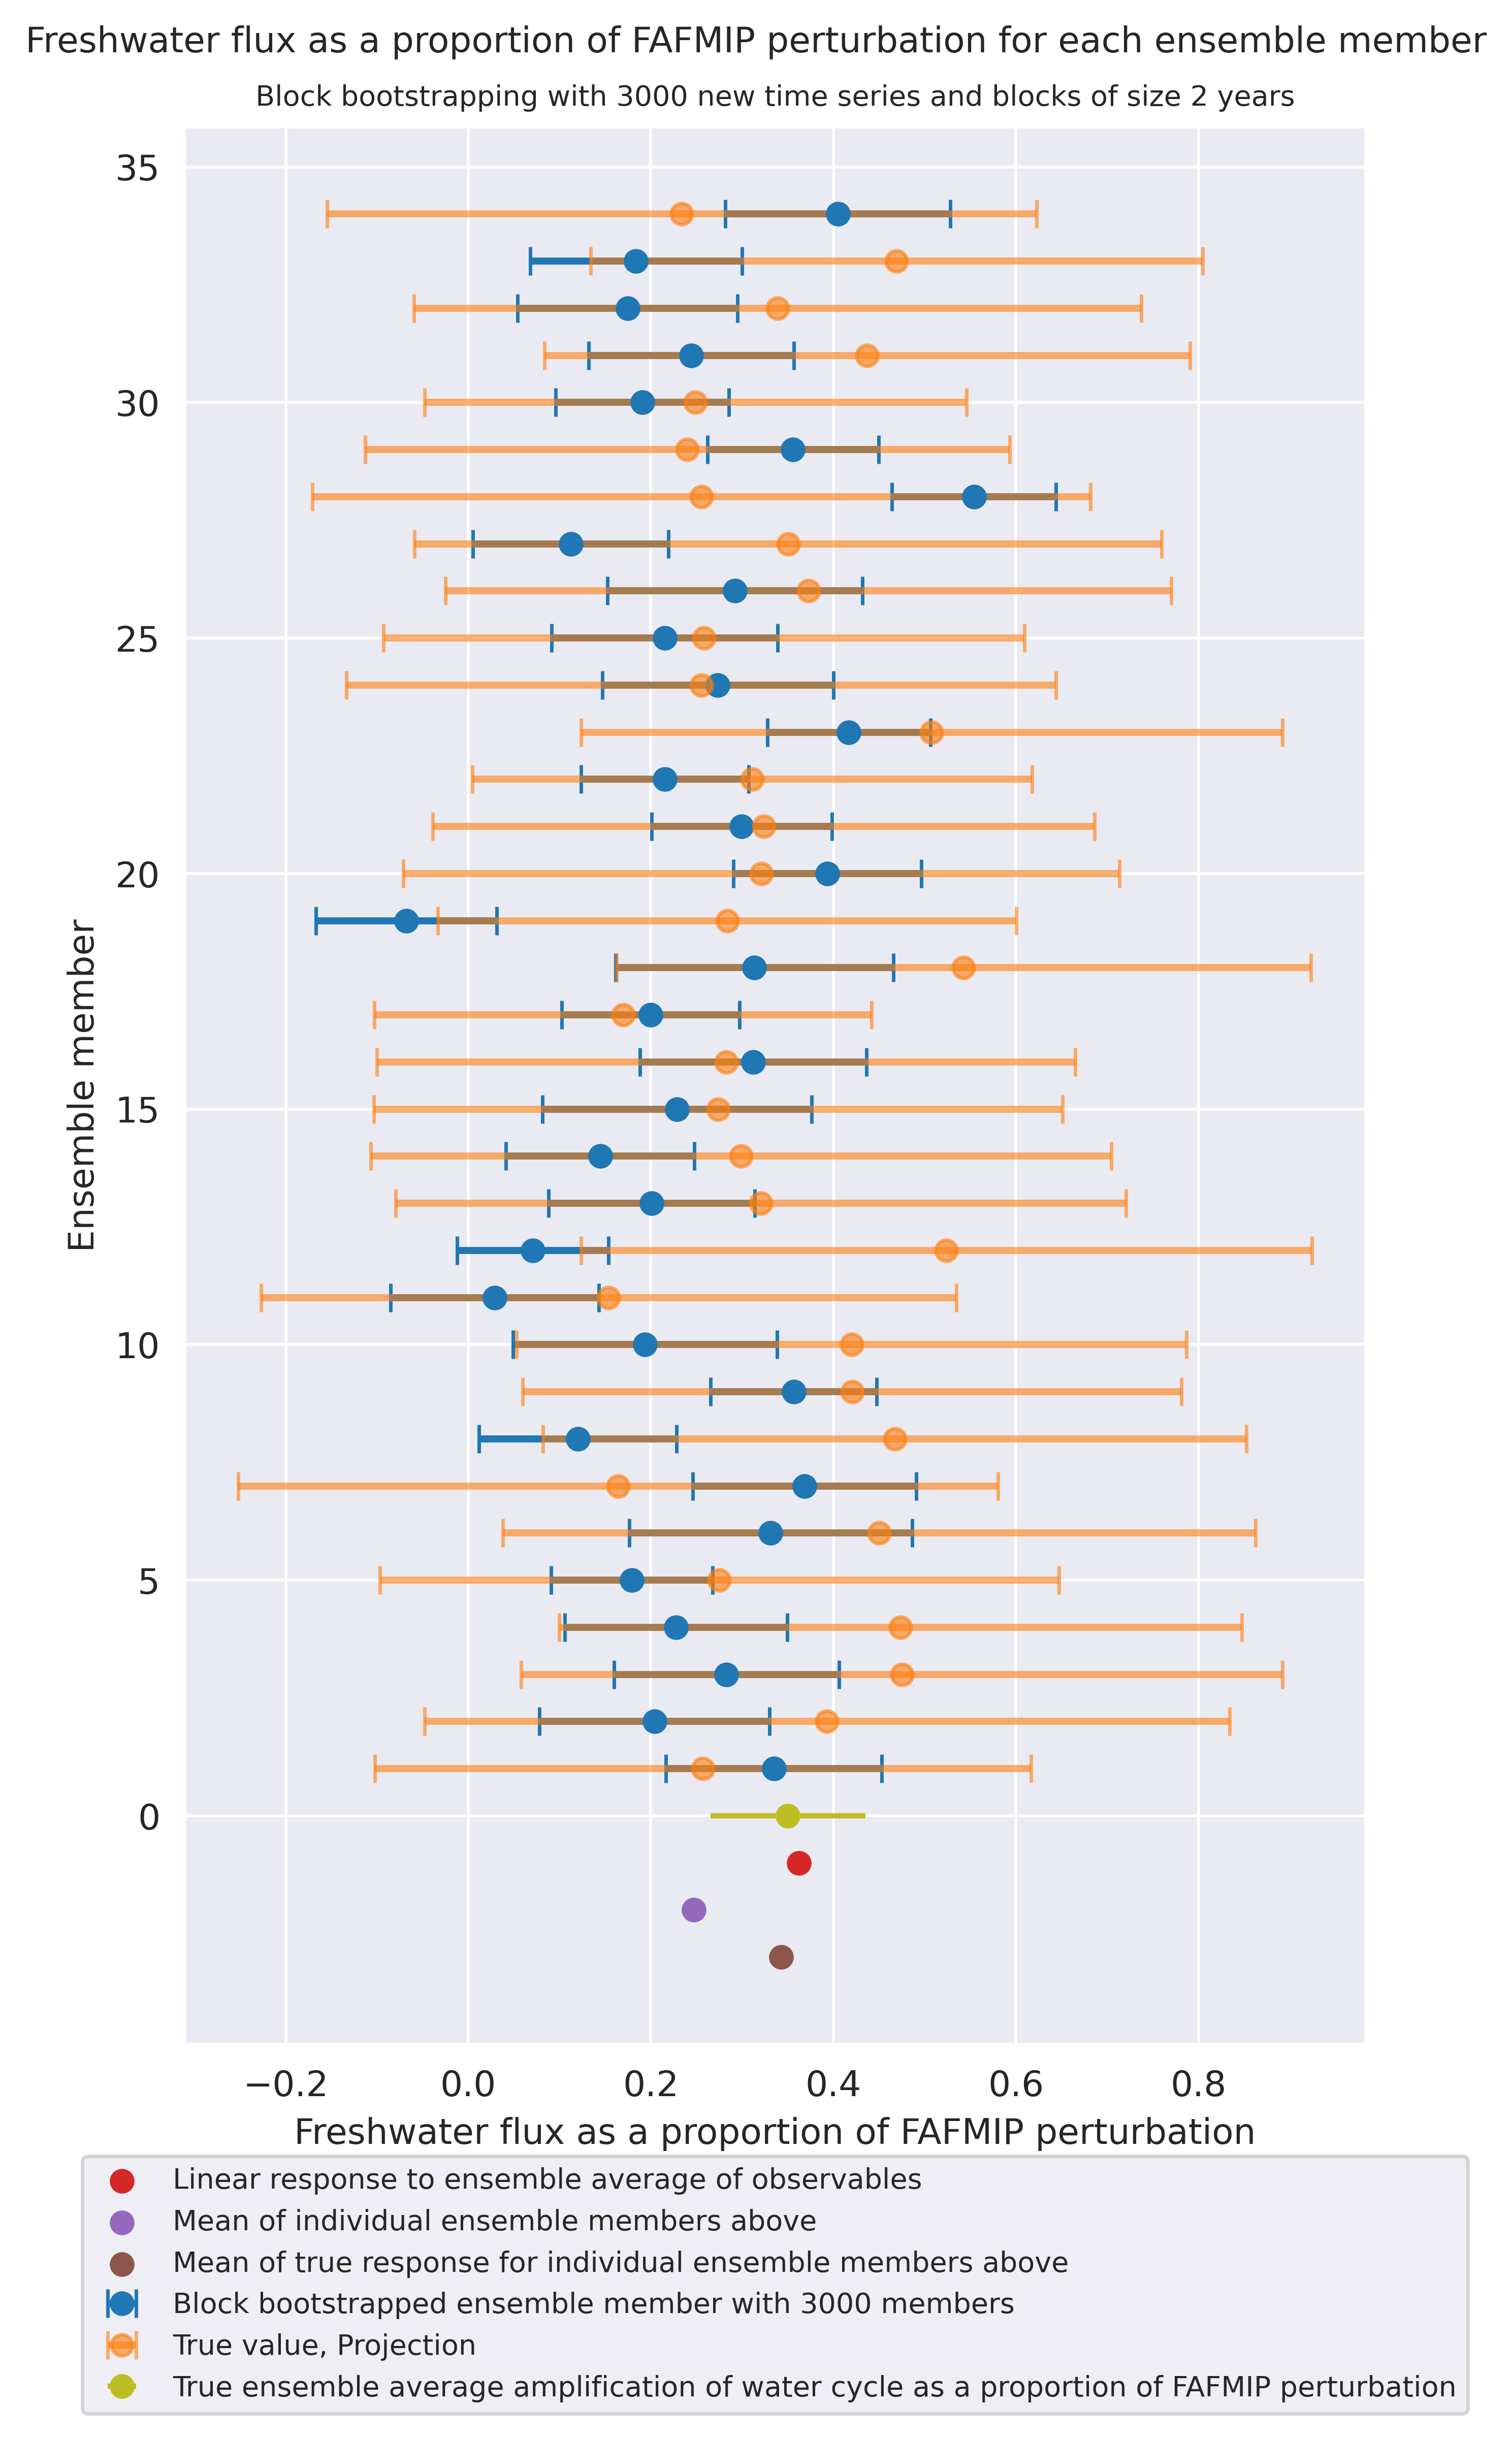 Freshwater flux as a proportion of FAFMIP perturbation for each ensemble member
Block bootstrapping with 3000 new time series and blocks of size 2 years
35
30
25
20
15
10
5
0
Ensemble member
−0.2
0.0
0.2
0.4
0.6
0.8
Freshwater flux as a proportion of FAFMIP perturbation
Linear response to ensemble average of observables
Mean of individual ensemble members above
Mean of true response for individual ensemble members above
Block bootstrapped ensemble member with 3000 members
True value, Projection
True ensemble average amplification of water cycle as a proportion of FAFMIP perturbation